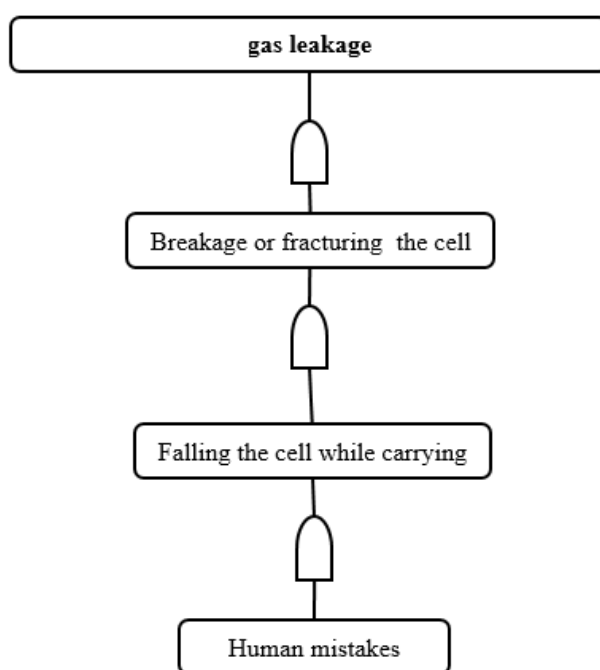 gas leakage
Breakage or fracturing the cell
Falling the cell while carrying
Human mistakes